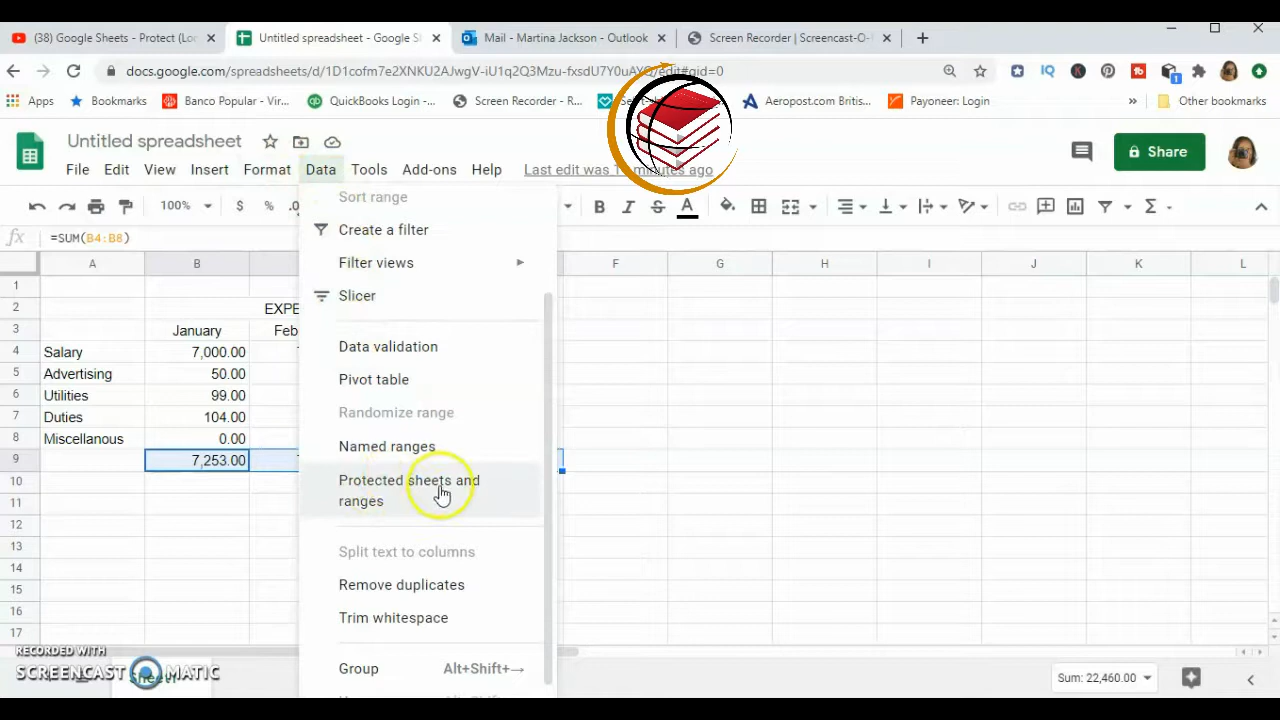 (38) Google Sheets - Protect (Lo
Untitled spreadsheet - Google S
Mail - Martina Jackson - Outlook
Screen Recorder | Screencast-O-
docs.google.com/spreadsheets/d/
/edit#gid=0
Apps
Bookmarks
Banco Popular - Vir...
QuickBooks Login -...
Screen Recorder - R...
Aeropost.com Britis...
Payoneer: Login
»
Other bookmarks
Untitled spreadsheet
File Edit View Insert Format Data Tools Add-ons Help Last edit was minutes ago
Share
100% $ %
fx =SUM(B4:B8)
Sort range
Create a filter
Filter views
Slicer
Data validation
Pivot table
Randomize range
Named ranges
Protected sheets and
ranges
Split text to columns
Remove duplicates
Trim whitespace
Group Alt+Shift+→
A B F G H I J K L
1
2 EXPE
3 January Feb
4 Salary 7,000.00
5 Advertising 50.00
6 Utilities 99.00
7 Duties 104.00
8 Miscellanous 0.00
9 7,253.00
10
11
12
13
14
15
16
17
RECORDED WITH
SCREENCAST MATIC
Sum: 22,460.00